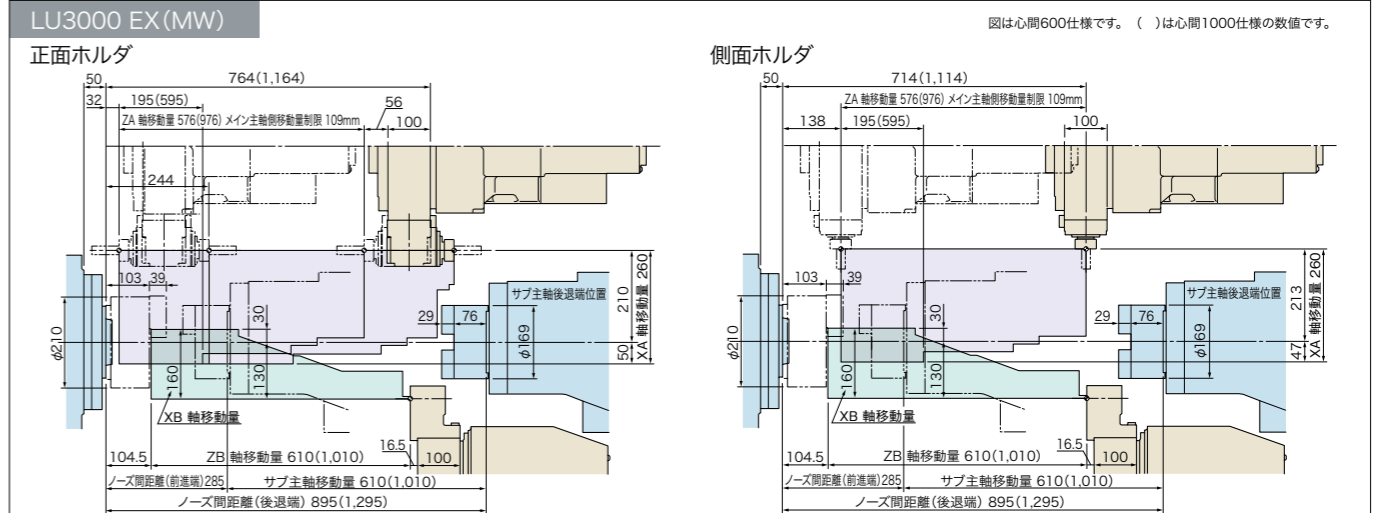 LU3000 EX(MW)
図は心間600仕様です。（ ）は心間1000仕様の数値です。
正面ホルダ
50
764(1,164)
32
195(595)
56
ZA 軸移動量 576(976) メイン主軸側移動量制限 109mm
100
244
103
39
30
210
XA 軸移動量 260
サブ主軸後退端位置
29
76
φ210
φ169
50
160
130
XB 軸移動量
16.5
104.5
ZB 軸移動量 610(1,010)
100
ノーズ間距離(前進端)285
サブ主軸移動量 610(1,010)
ノーズ間距離(後退端) 895(1,295)
側面ホルダ
50
714(1,114)
ZA 軸移動量 576(976) メイン主軸側移動量制限 109mm
138
195(595)
100
103
39
30
213
XA 軸移動量 260
サブ主軸後退端位置
29
76
φ210
φ169
47
160
130
XB 軸移動量
16.5
104.5
ZB 軸移動量 610(1,010)
100
ノーズ間距離(前進端)285
サブ主軸移動量 610(1,010)
ノーズ間距離(後退端) 895(1,295)